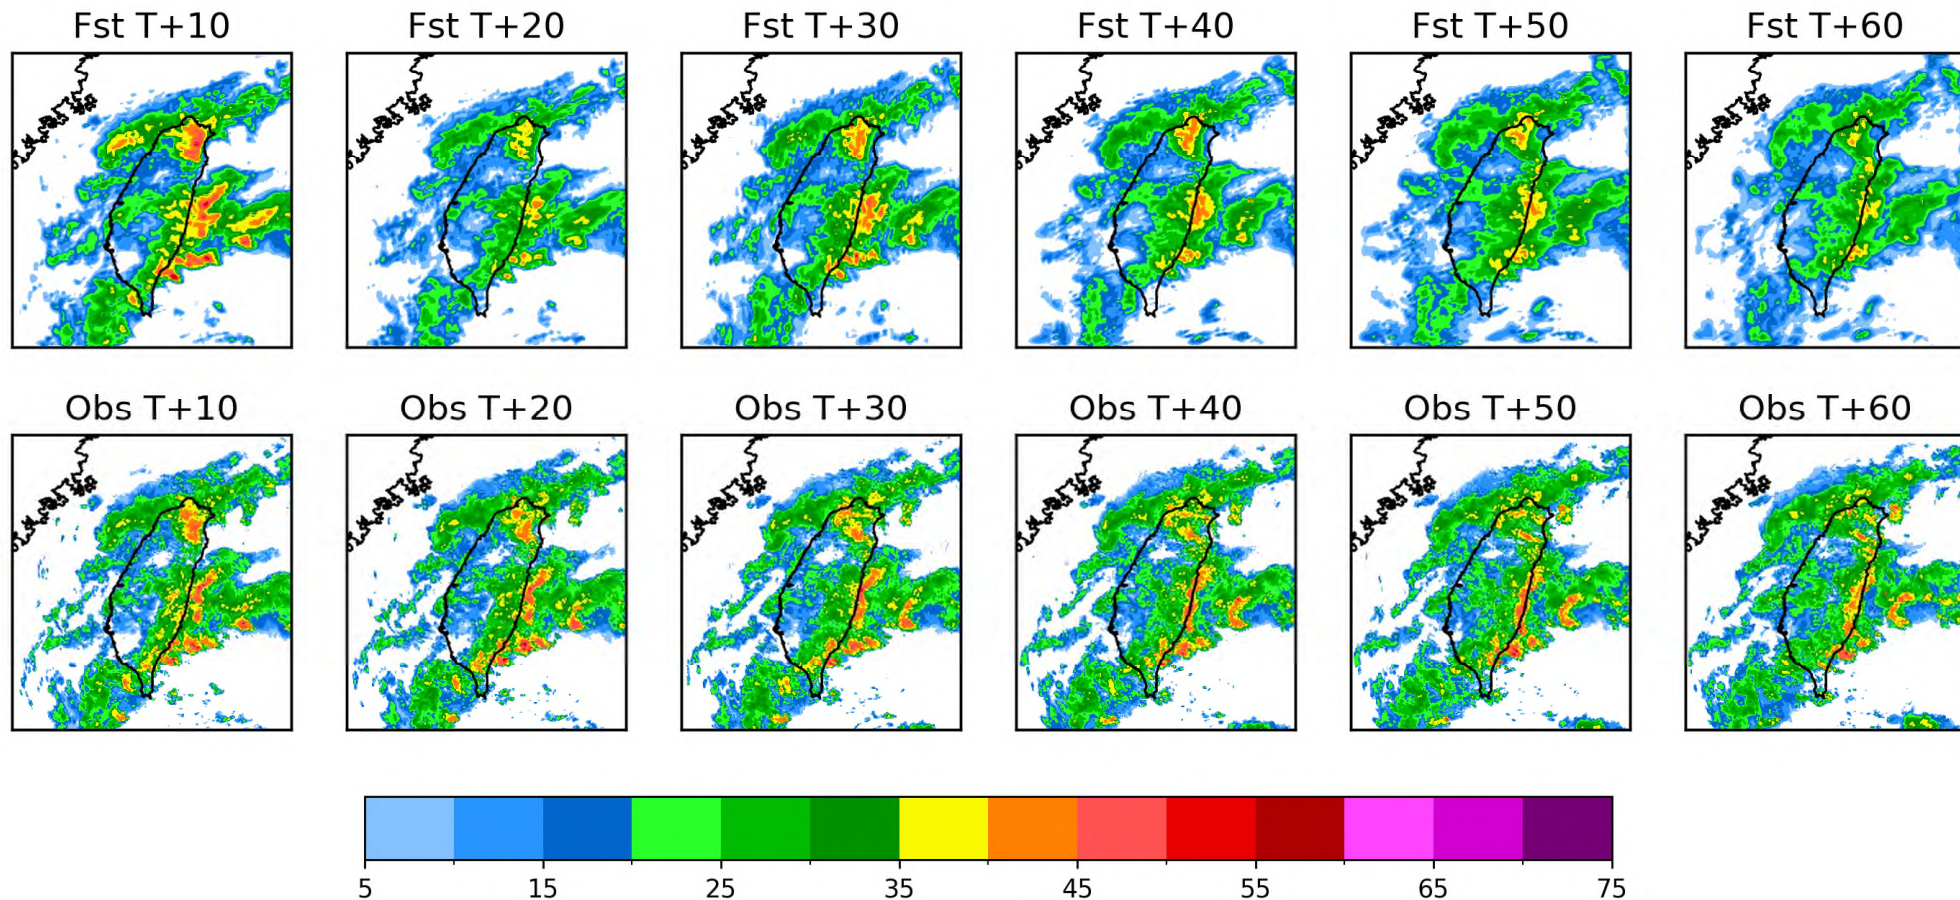 Fst T+10 Fst T+20 Fst T+30 Fst T+40 Fst T+50 Fst T+60
Obs T+10 Obs T+20 Obs T+30 Obs T+40 Obs T+50 Obs T+60
5 15 25 35 45 55 65 75